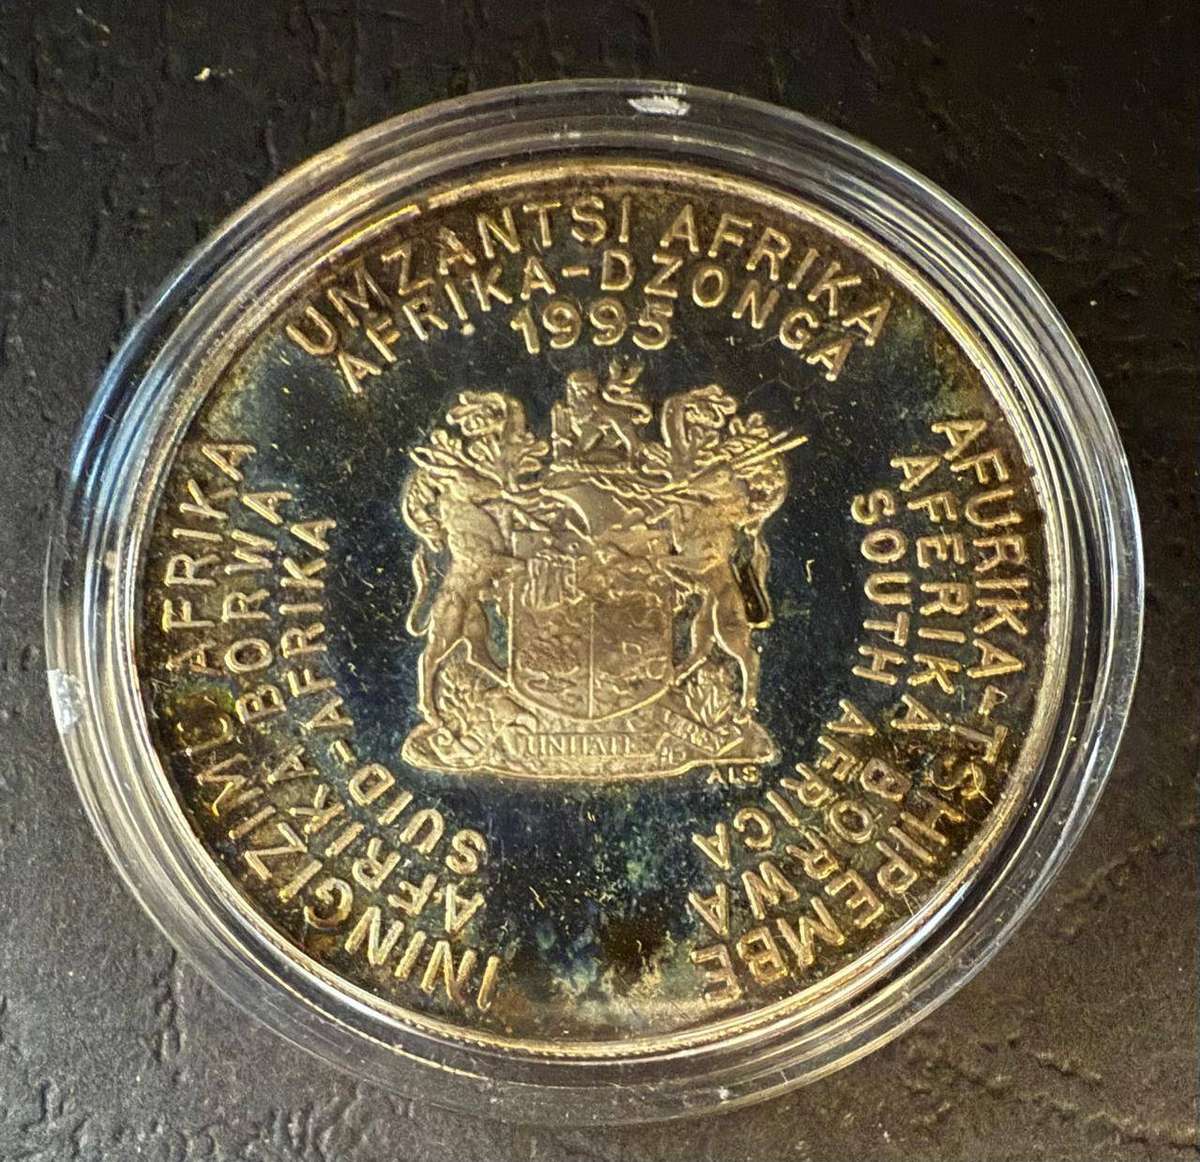 UMZANTSI AFRIKA
AFRIKA-DZONGA
1995
AFURIKA-TSHIPEMBE
AFERIKA BORWA
SOUTH AFRICA
ININGIZIMU AFRIKA
AFRIKA BORWA
SUID-AFRIKA
UNITATE VIRES
ALS